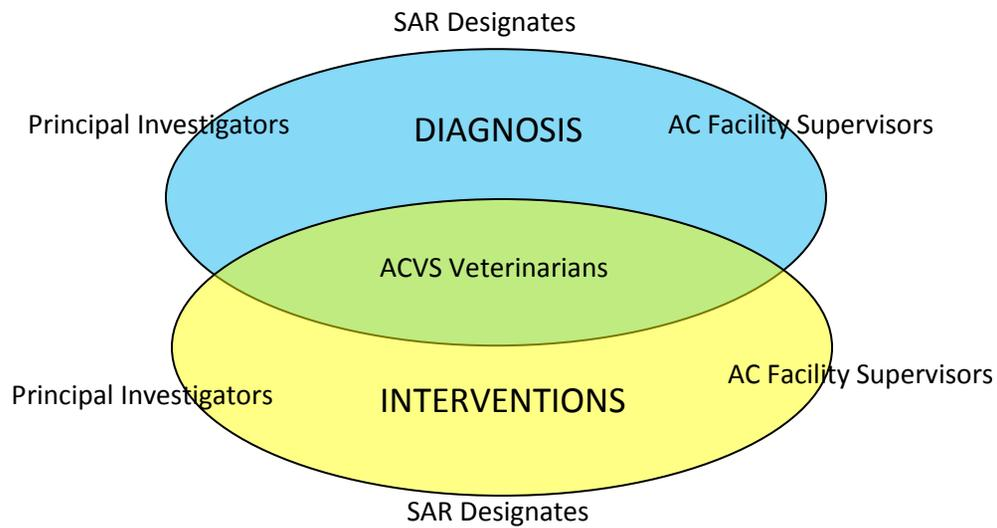 SAR Designates
Principal Investigators
DIAGNOSIS
AC Facility Supervisors
ACVS Veterinarians
AC Facility Supervisors
Principal Investigators
INTERVENTIONS
SAR Designates